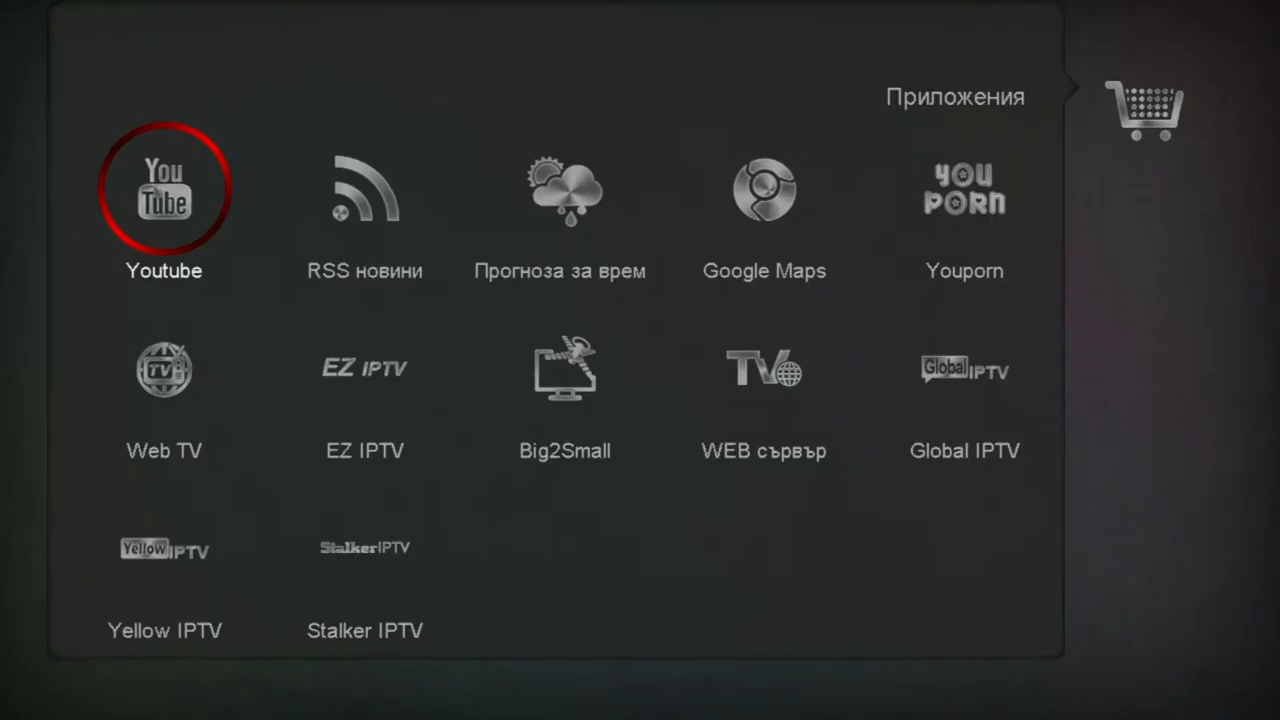 Приложения
You
Tube
YOU
PORN
Youtube
RSS новини
Прогноза за врем
Google Maps
Youporn
TV
EZ IPTV
TV
Global IPTV
Web TV
EZ IPTV
Big2Small
WEB сървър
Global IPTV
Yellow IPTV
StalkerIPTV
Yellow IPTV
Stalker IPTV